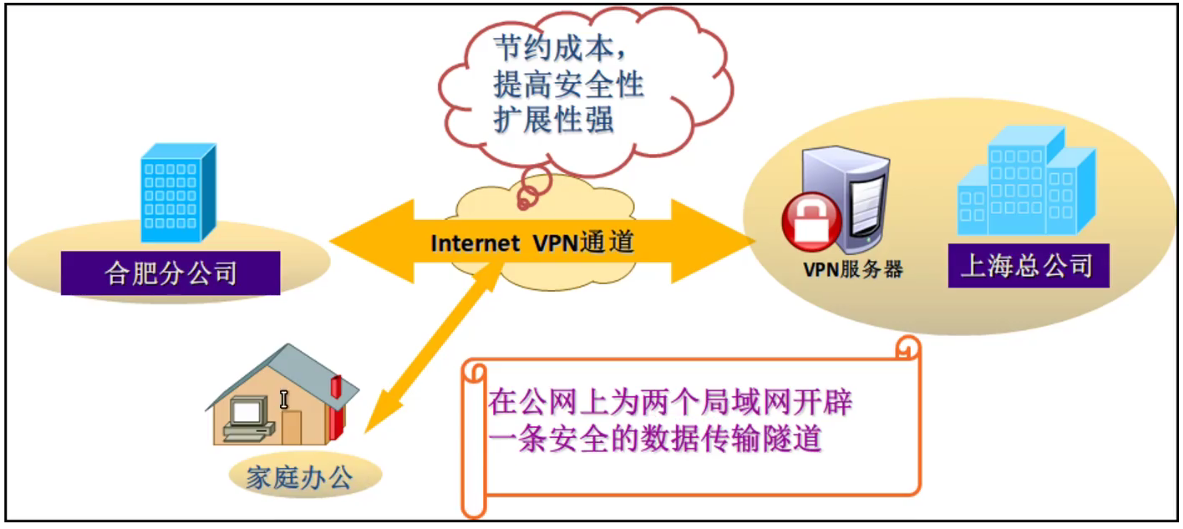 节约成本，
提高安全性
扩展性强
Internet VPN通道
合肥分公司
VPN服务器
上海总公司
在公网上为两个局域网开辟
一条安全的数据传输隧道
家庭办公